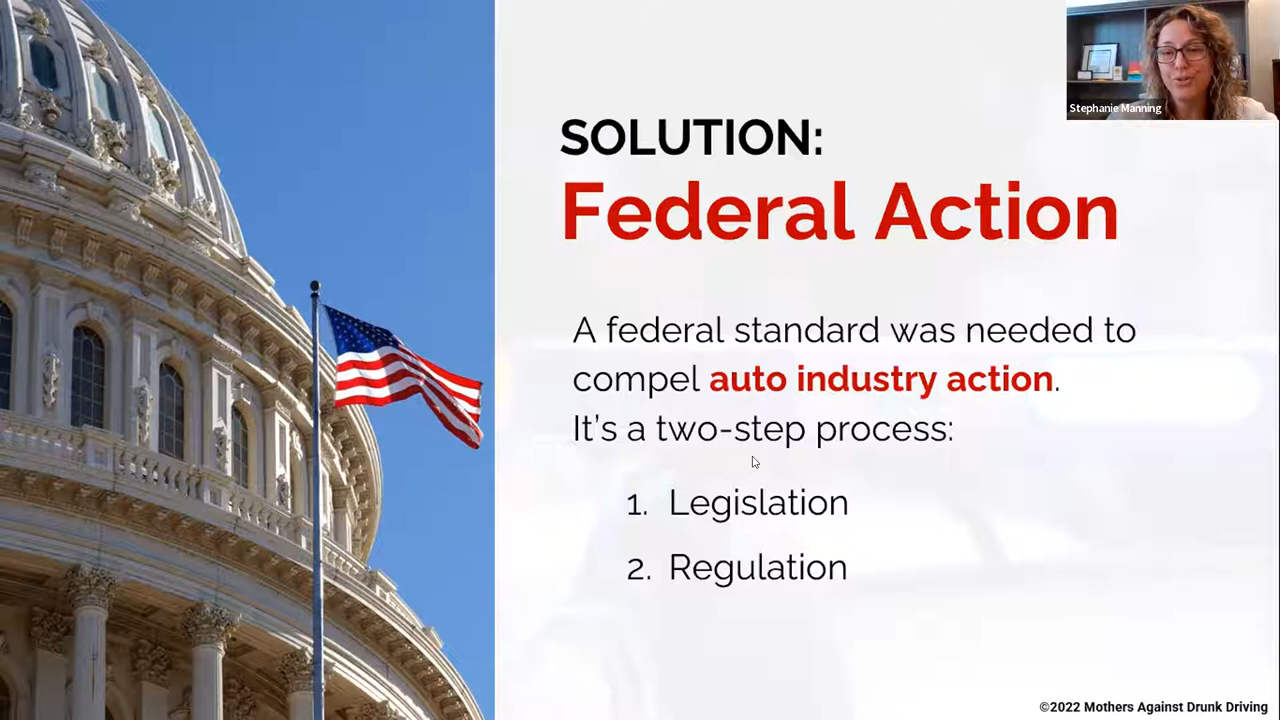 Stephanie Manning
SOLUTION:
Federal Action
A federal standard was needed to
compel auto industry action.
It’s a two-step process:
1. Legislation
2. Regulation
©2022 Mothers Against Drunk Driving